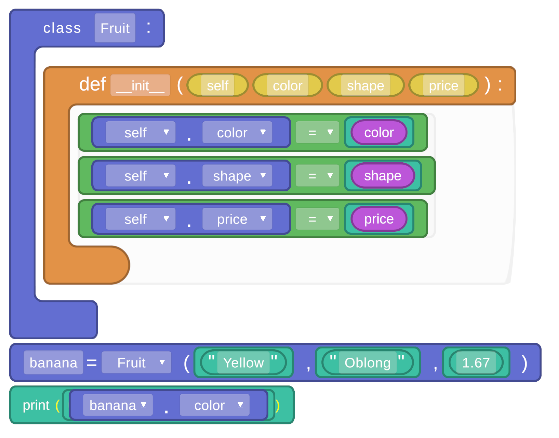 class Fruit :
def __init__ ( self color shape price ) :
self . color = color
self . shape = shape
self . price = price
banana = Fruit ( "Yellow" , "Oblong" , 1.67 )
print ( banana . color )